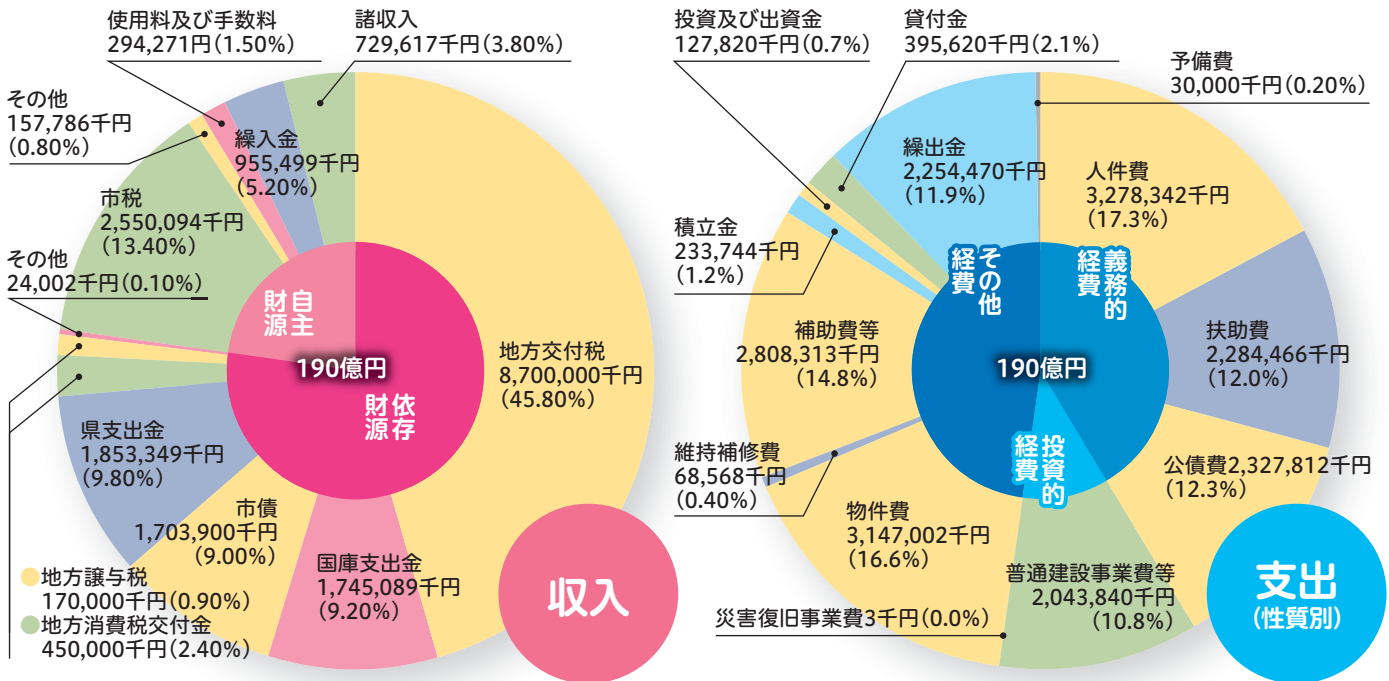 使用料及び手数料
294,271円(1.50%)
諸収入
729,617千円(3.80%)
その他
157,786千円
(0.80%)
繰入金
955,499千円
(5.20%)
市税
2,550,094千円
(13.40%)
その他
24,002千円(0.10%)
自主
財源
190億円
依存
財源
地方交付税
8,700,000千円
(45.80%)
県支出金
1,853,349千円
(9.80%)
市債
1,703,900千円
(9.00%)
国庫支出金
1,745,089千円
(9.20%)
地方譲与税
170,000千円(0.90%)
地方消費税交付金
450,000千円(2.40%)
収入
投資及び出資金
127,820千円(0.7%)
貸付金
395,620千円(2.1%)
予備費
30,000千円(0.20%)
繰出金
2,254,470千円
(11.9%)
人件費
3,278,342千円
(17.3%)
積立金
233,744千円
(1.2%)
その他
経費
義務的
経費
190億円
投資的
経費
補助費等
2,808,313千円
(14.8%)
扶助費
2,284,466千円
(12.0%)
維持補修費
68,568千円
(0.40%)
公債費2,327,812千円
(12.3%)
物件費
3,147,002千円
(16.6%)
普通建設事業費等
2,043,840千円
(10.8%)
災害復旧事業費3千円(0.0%)
支出
(性質別)